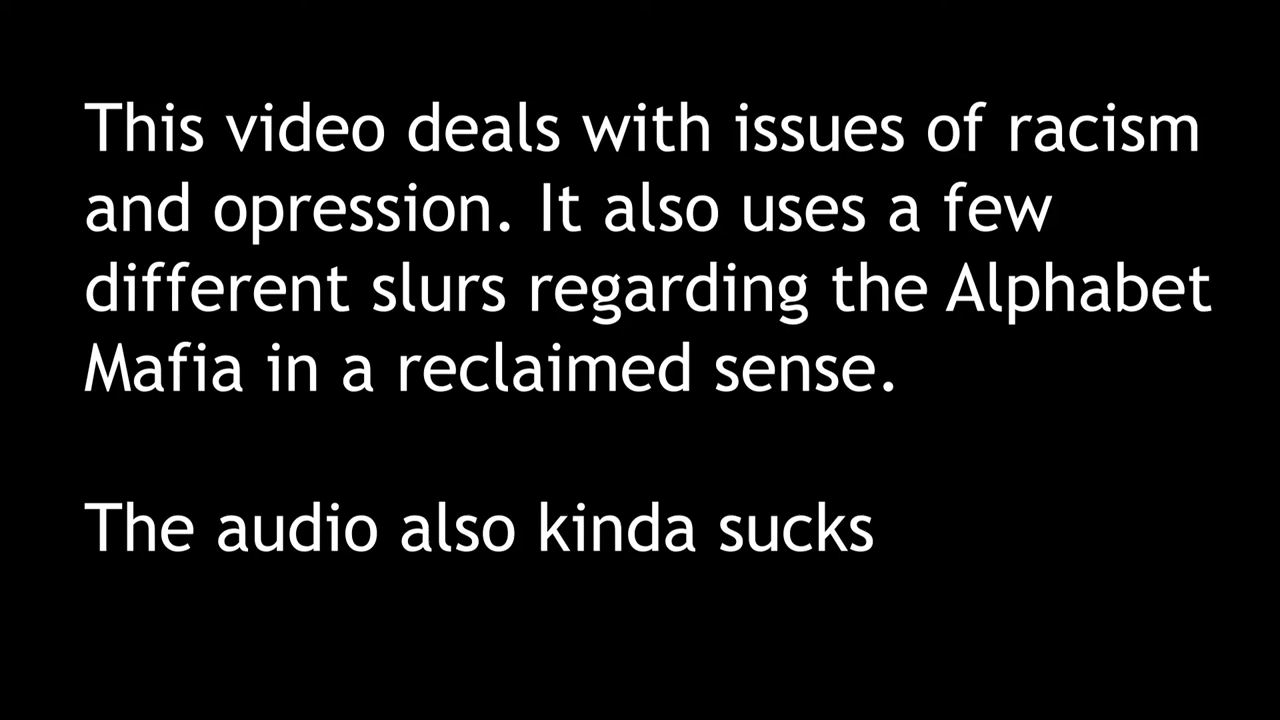 This video deals with issues of racism
and opression. It also uses a few
different slurs regarding the Alphabet
Mafia in a reclaimed sense.
The audio also kinda sucks